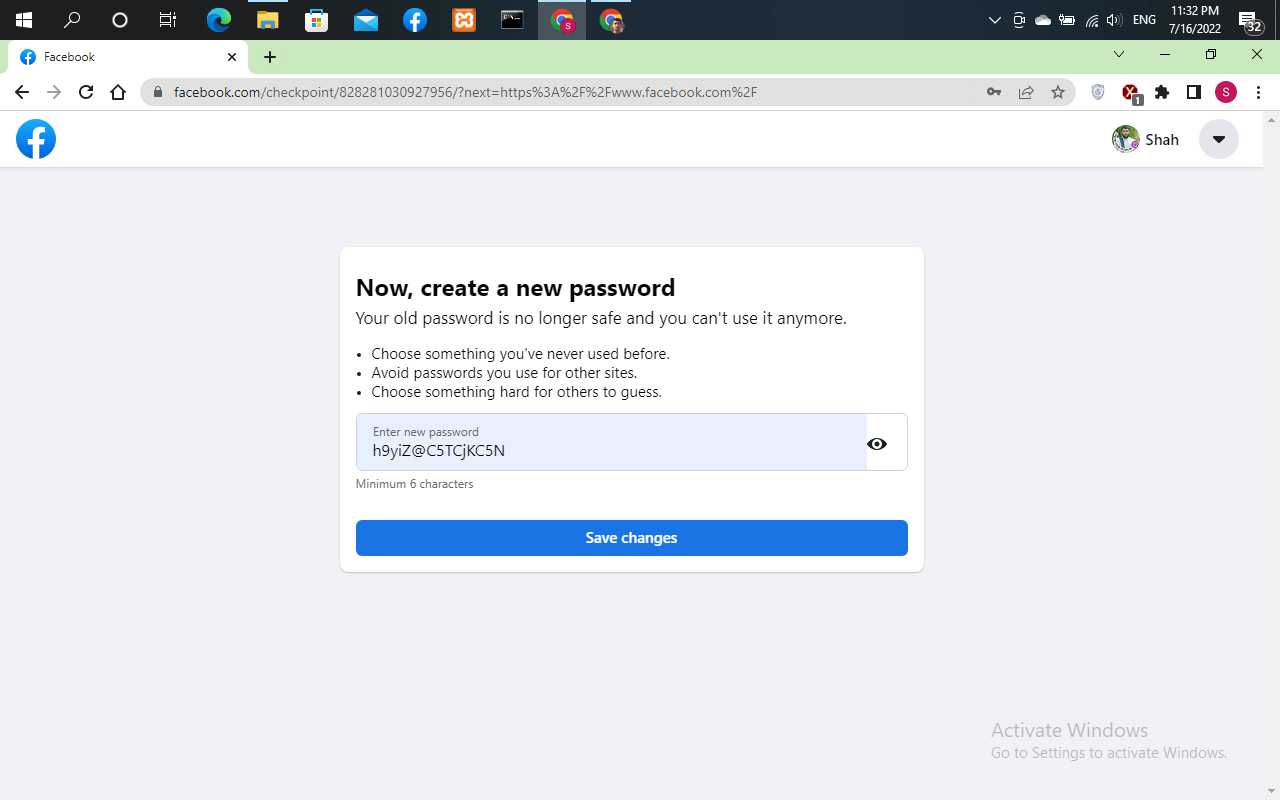 ENG
11:32 PM
7/16/2022
32
Facebook
facebook.com/checkpoint/828281030927956/?next=https%3A%2F%2Fwww.facebook.com%2F
1
S
Shah
Now, create a new password
Your old password is no longer safe and you can't use it anymore.
• Choose something you've never used before.
• Avoid passwords you use for other sites.
• Choose something hard for others to guess.
Enter new password
h9yiZ@C5TCjKC5N
Minimum 6 characters
Save changes
Activate Windows
Go to Settings to activate Windows.